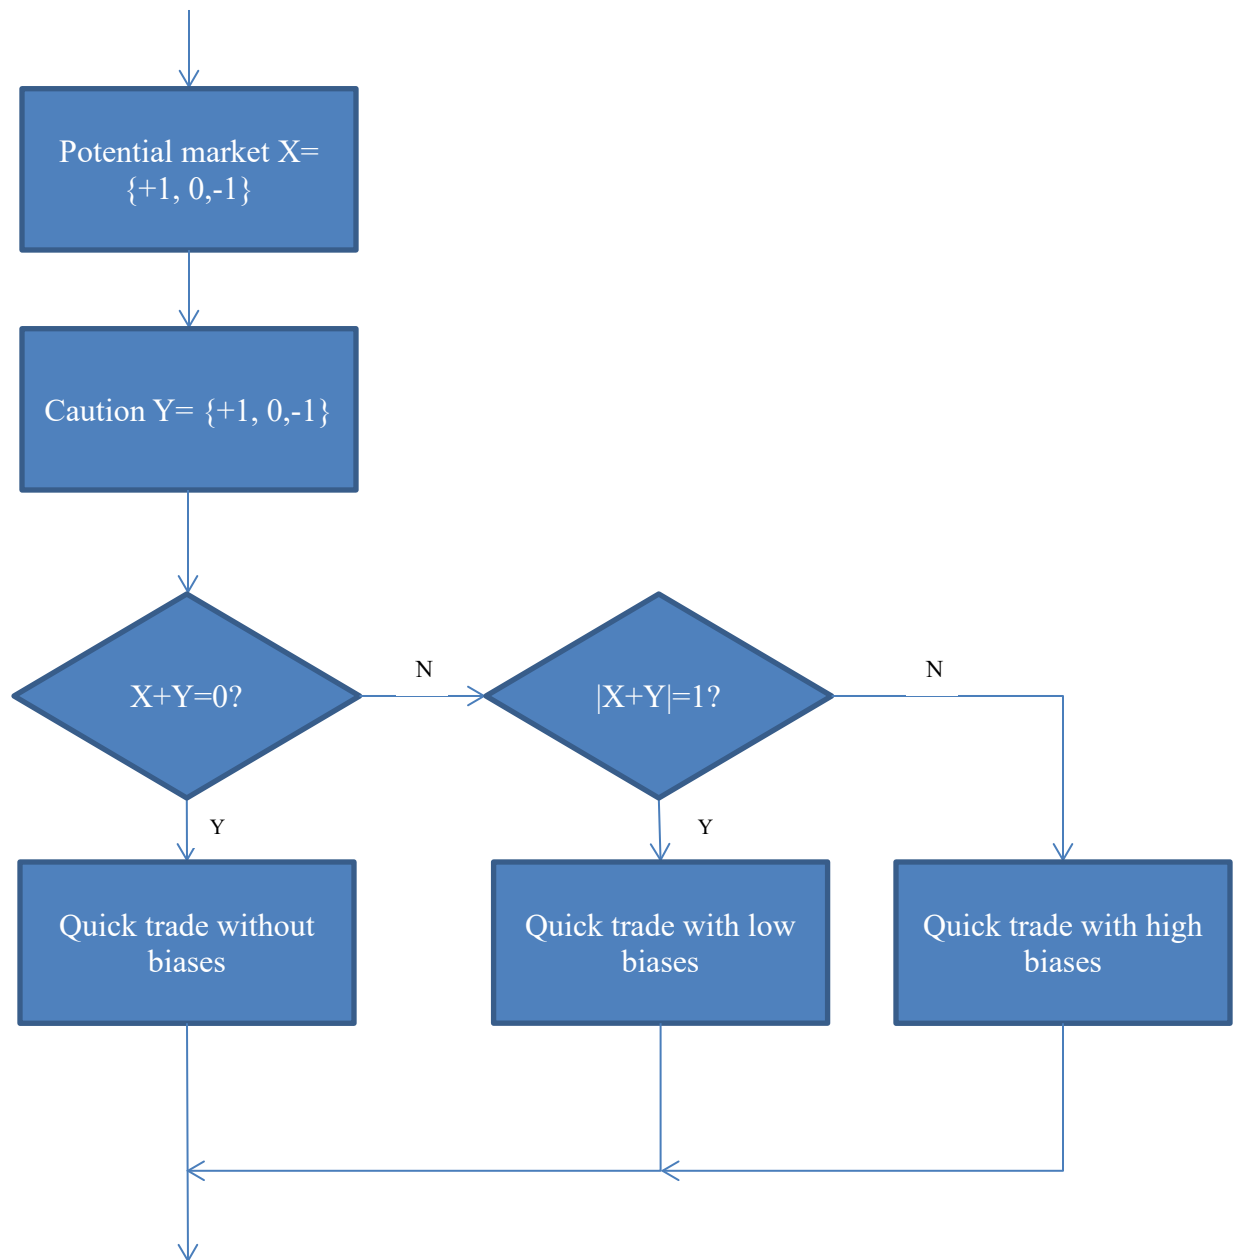 Potential market X=
{+1, 0,-1}
Caution Y= {+1, 0,-1}
X+Y=0?
N
|X+Y|=1?
N
Y
Y
Quick trade without
biases
Quick trade with low
biases
Quick trade with high
biases